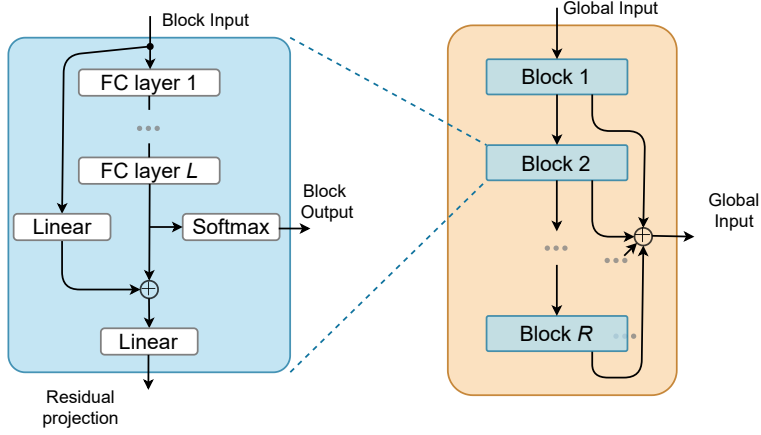 Block Input
FC layer 1
FC layer L
Linear
Softmax
Block
Output
Linear
Residual
projection
Global Input
Block 1
Block 2
Block R
Global
Input